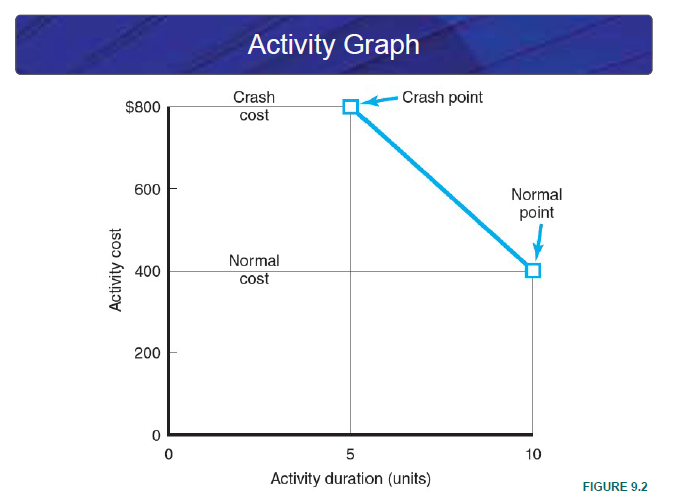 Activity Graph
Crash
cost
Crash point
$800
600
Normal
point
Normal
cost
400
200
0
Activity cost
0
5
10
Activity duration (units)
FIGURE 9.2